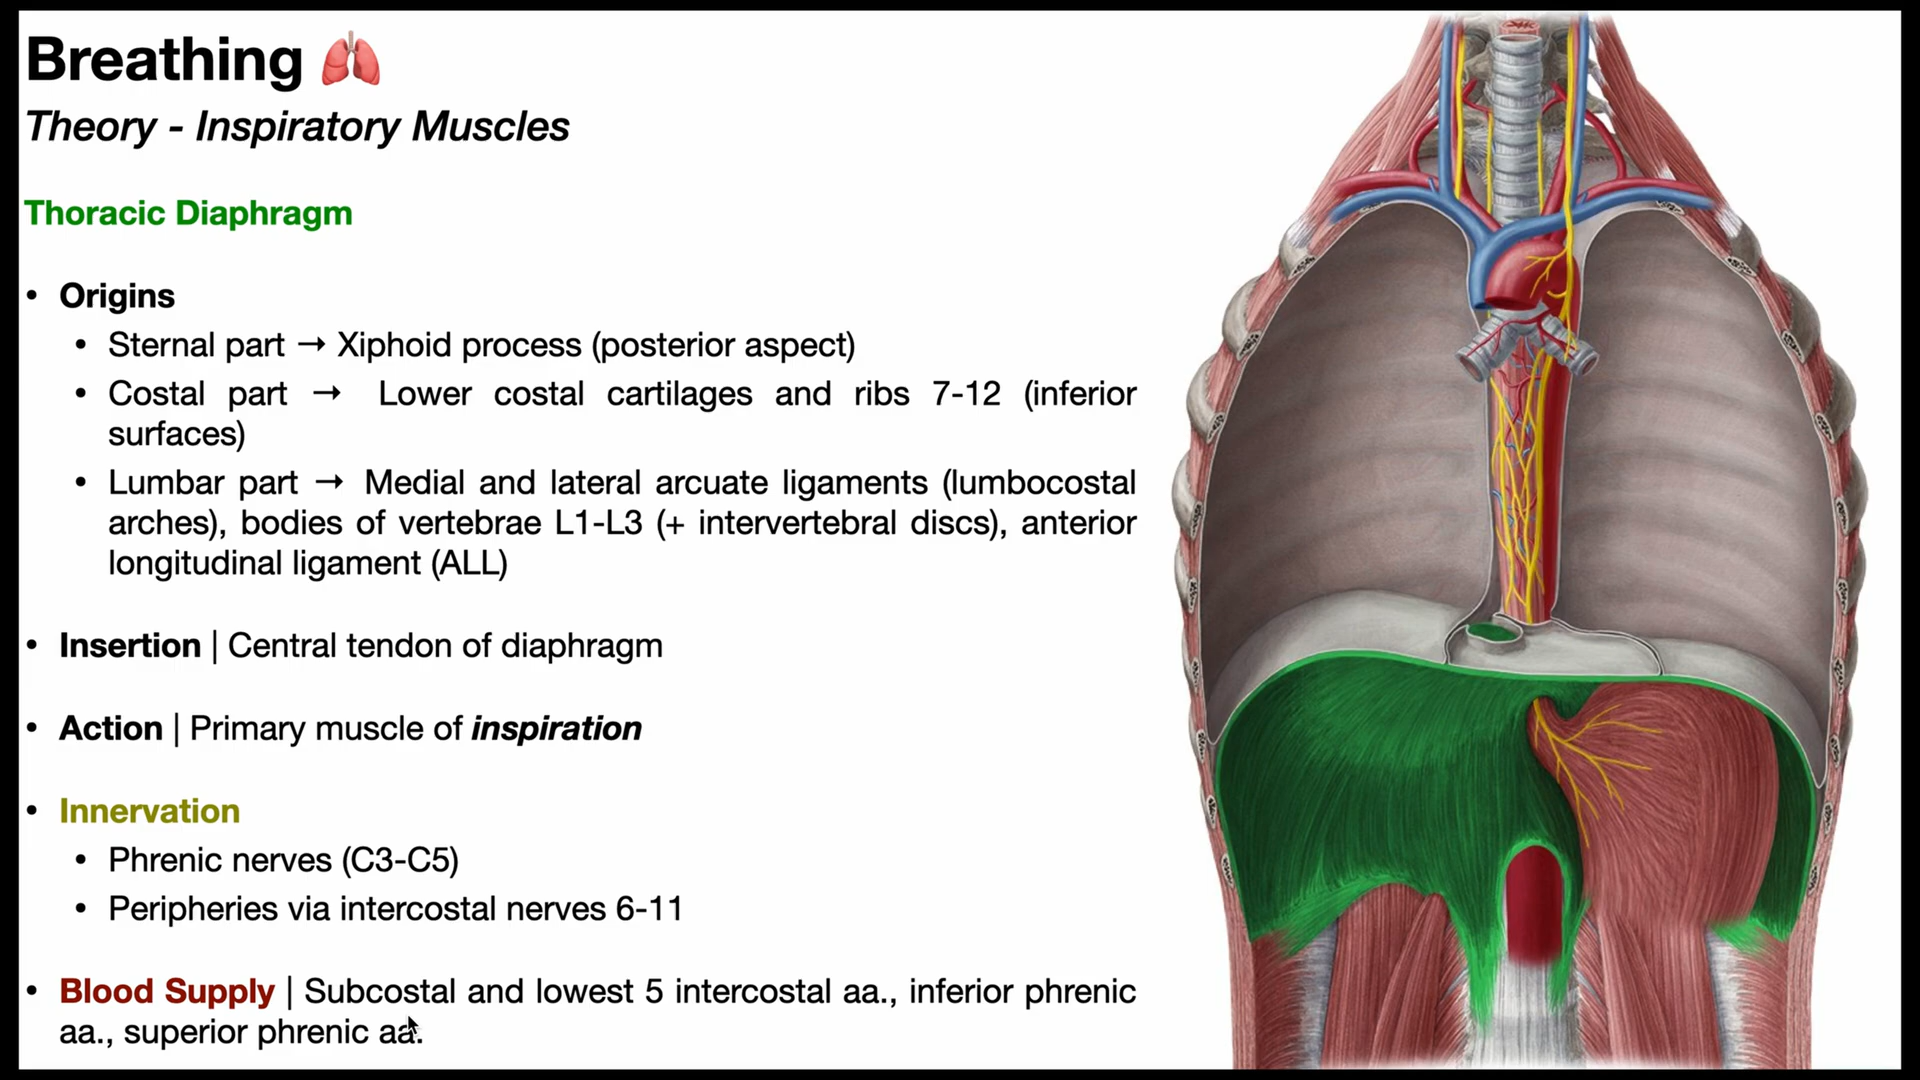 Breathing 🫁
Theory - Inspiratory Muscles
Thoracic Diaphragm
• Origins
• Sternal part → Xiphoid process (posterior aspect)
• Costal part → Lower costal cartilages and ribs 7-12 (inferior
surfaces)
• Lumbar part → Medial and lateral arcuate ligaments (lumbocostal
arches), bodies of vertebrae L1-L3 (+ intervertebral discs), anterior
longitudinal ligament (ALL)
• Insertion | Central tendon of diaphragm
• Action | Primary muscle of inspiration
• Innervation
• Phrenic nerves (C3-C5)
• Peripheries via intercostal nerves 6-11
• Blood Supply | Subcostal and lowest 5 intercostal aa., inferior phrenic
aa., superior phrenic aa.